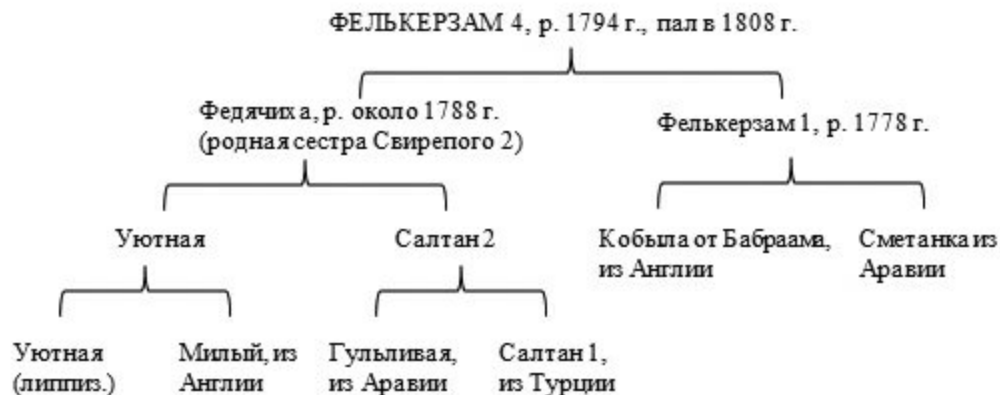 ФЕЛЬКЕРЗАМ 4, р. 1794 г., пал в 1808 г.
Федячиха, р. около 1788 г.
(родная сестра Свирепого 2)
Фелькерзам 1, р. 1778 г.
Уютная
Салтан 2
Кобыла от Бабраама,
из Англии
Сметанка из
Аравии
Уютная
(липпиз.)
Милый, из
Англии
Гульливая,
из Аравии
Салтан 1,
из Турции